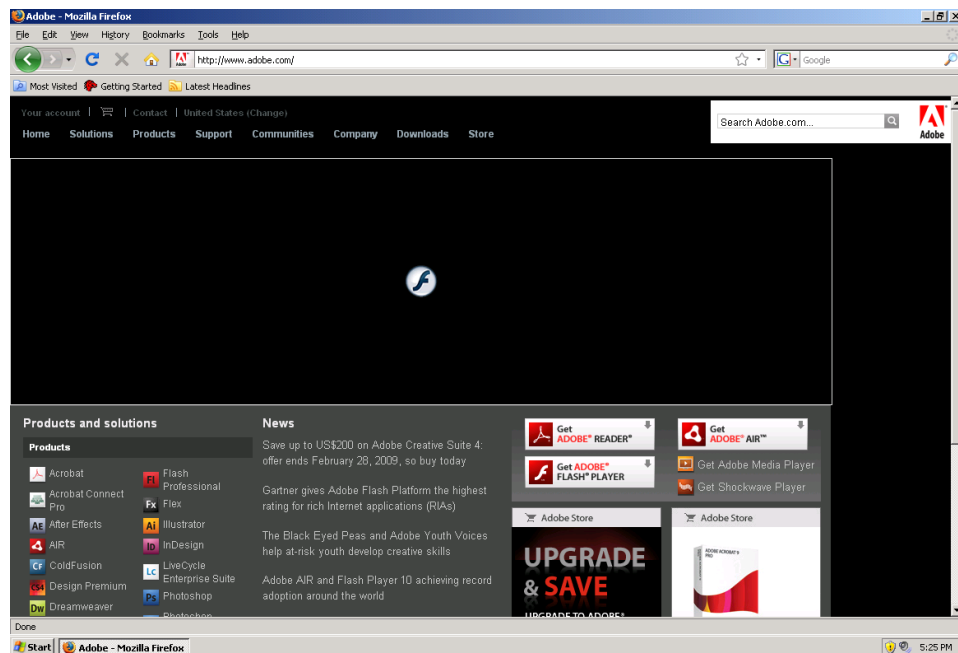 Adobe - Mozilla Firefox
File Edit View History Bookmarks Tools Help
http://www.adobe.com/
Google
Most Visited Getting Started Latest Headlines
Your account | | Contact | United States (Change)
Home Solutions Products Support Communities Company Downloads Store
Search Adobe.com...
Adobe
Products and solutions
Products
Acrobat
Acrobat Connect
Pro
After Effects
AIR
ColdFusion
Design Premium
Dreamweaver
Flash
Professional
Flex
Illustrator
InDesign
LiveCycle
Enterprise Suite
Photoshop
Photoshop
News
Save up to US$200 on Adobe Creative Suite 4:
offer ends February 28, 2009, so buy today
Gartner gives Adobe Flash Platform the highest
rating for rich Internet applications (RIAs)
The Black Eyed Peas and Adobe Youth Voices
help at-risk youth develop creative skills
Adobe AIR and Flash Player 10 achieving record
adoption around the world
Get
ADOBE® READER®
Get ADOBE®
FLASH® PLAYER
Get
ADOBE® AIR™
Get Adobe Media Player
Get Shockwave Player
Adobe Store
UPGRADE
& SAVE
UPGRADE TO ADOBE®
Adobe Store
Done
Start Adobe - Mozilla Firefox
5:25 PM